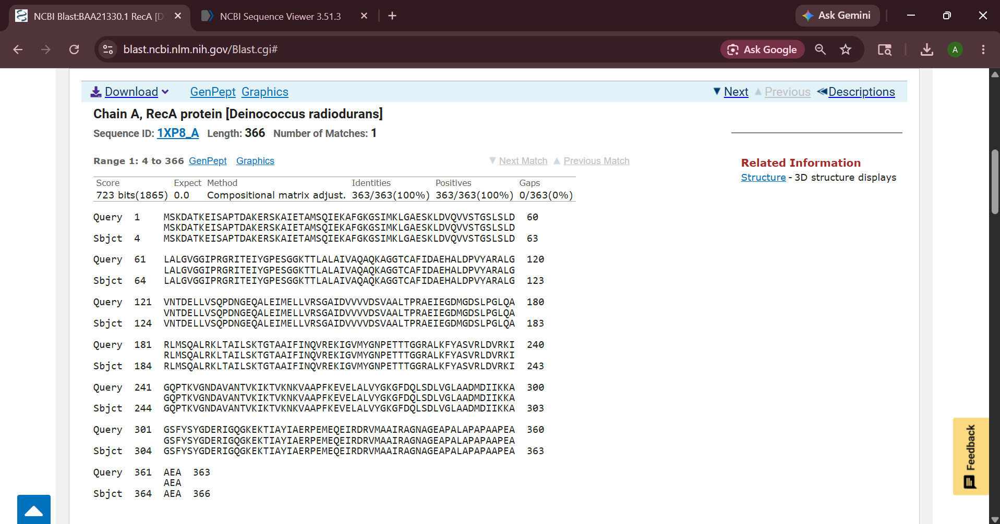 NCBI Blast:BAA21330.1 RecA [D
NCBI Sequence Viewer 3.51.3
Ask Gemini
blast.ncbi.nlm.nih.gov/Blast.cgi#
Ask Google
A
Download GenPept Graphics
Next Previous Descriptions
Chain A, RecA protein [Deinococcus radiodurans]
Sequence ID: 1XP8_A Length: 366 Number of Matches: 1
Range 1: 4 to 366 GenPept Graphics
Next Match Previous Match
Related Information
Structure - 3D structure displays
Score Expect Method Identities Positives Gaps
723 bits(1865) 0.0 Compositional matrix adjust. 363/363(100%) 363/363(100%) 0/363(0%)
Query 1 MSKDATKEISAPTDAKERSKAIETAMSQIEKAFGKGSIMKLGAESKLDVQVVSTGSLSLD 60
MSKDATKEISAPTDAKERSKAIETAMSQIEKAFGKGSIMKLGAESKLDVQVVSTGSLSLD
Sbjct 4 MSKDATKEISAPTDAKERSKAIETAMSQIEKAFGKGSIMKLGAESKLDVQVVSTGSLSLD 63
Query 61 LALGVGGIPRGRITEIYGPESGGKTTLALAIVAQAQKAGGTCAFIDAEHALDPVYARALG 120
LALGVGGIPRGRITEIYGPESGGKTTLALAIVAQAQKAGGTCAFIDAEHALDPVYARALG
Sbjct 64 LALGVGGIPRGRITEIYGPESGGKTTLALAIVAQAQKAGGTCAFIDAEHALDPVYARALG 123
Query 121 VNTDELLVSQPDNGEQALEIMELLVRSGAIDVVVVDSVAALTPRAEIEGDMGDSLPGLQA 180
VNTDELLVSQPDNGEQALEIMELLVRSGAIDVVVVDSVAALTPRAEIEGDMGDSLPGLQA
Sbjct 124 VNTDELLVSQPDNGEQALEIMELLVRSGAIDVVVVDSVAALTPRAEIEGDMGDSLPGLQA 183
Query 181 RLMSQALRKLTAILSKTGTAAIFINQVREKIGVMYGNPETTTGGRALKFYASVRLDVRKI 240
RLMSQALRKLTAILSKTGTAAIFINQVREKIGVMYGNPETTTGGRALKFYASVRLDVRKI
Sbjct 184 RLMSQALRKLTAILSKTGTAAIFINQVREKIGVMYGNPETTTGGRALKFYASVRLDVRKI 243
Query 241 GQPTKVGNDAVANTVKIKTVKNKVAAPFKEVELALVYGKGFDQLSDLVGLAADMDIIKKA 300
GQPTKVGNDAVANTVKIKTVKNKVAAPFKEVELALVYGKGFDQLSDLVGLAADMDIIKKA
Sbjct 244 GQPTKVGNDAVANTVKIKTVKNKVAAPFKEVELALVYGKGFDQLSDLVGLAADMDIIKKA 303
Query 301 GSFYSYGDERIGQGKEKTIAYIAERPEMEQEIRDRVMAAIRAGNAGEAPALAPAPAAPEA 360
GSFYSYGDERIGQGKEKTIAYIAERPEMEQEIRDRVMAAIRAGNAGEAPALAPAPAAPEA
Sbjct 304 GSFYSYGDERIGQGKEKTIAYIAERPEMEQEIRDRVMAAIRAGNAGEAPALAPAPAAPEA 363
Query 361 AEA 363
AEA
Sbjct 364 AEA 366
Feedback